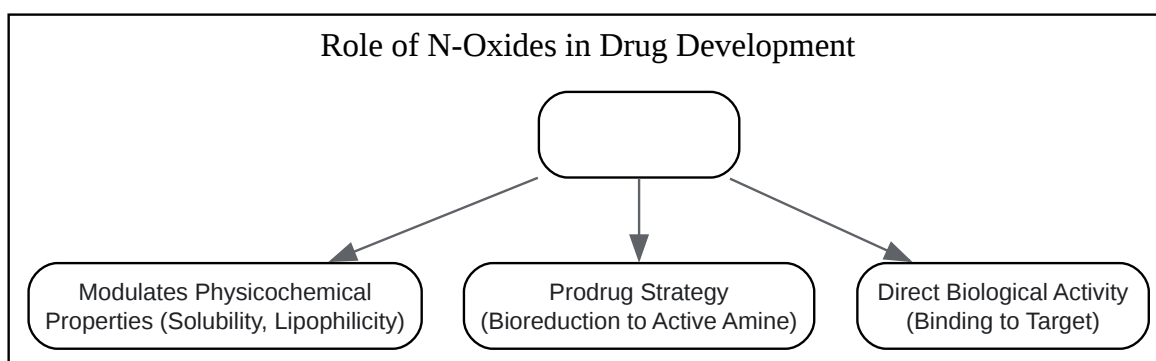 Role of N-Oxides in Drug Development
Modulates Physicochemical
Properties (Solubility, Lipophilicity)
Prodrug Strategy
(Bioreduction to Active Amine)
Direct Biological Activity
(Binding to Target)